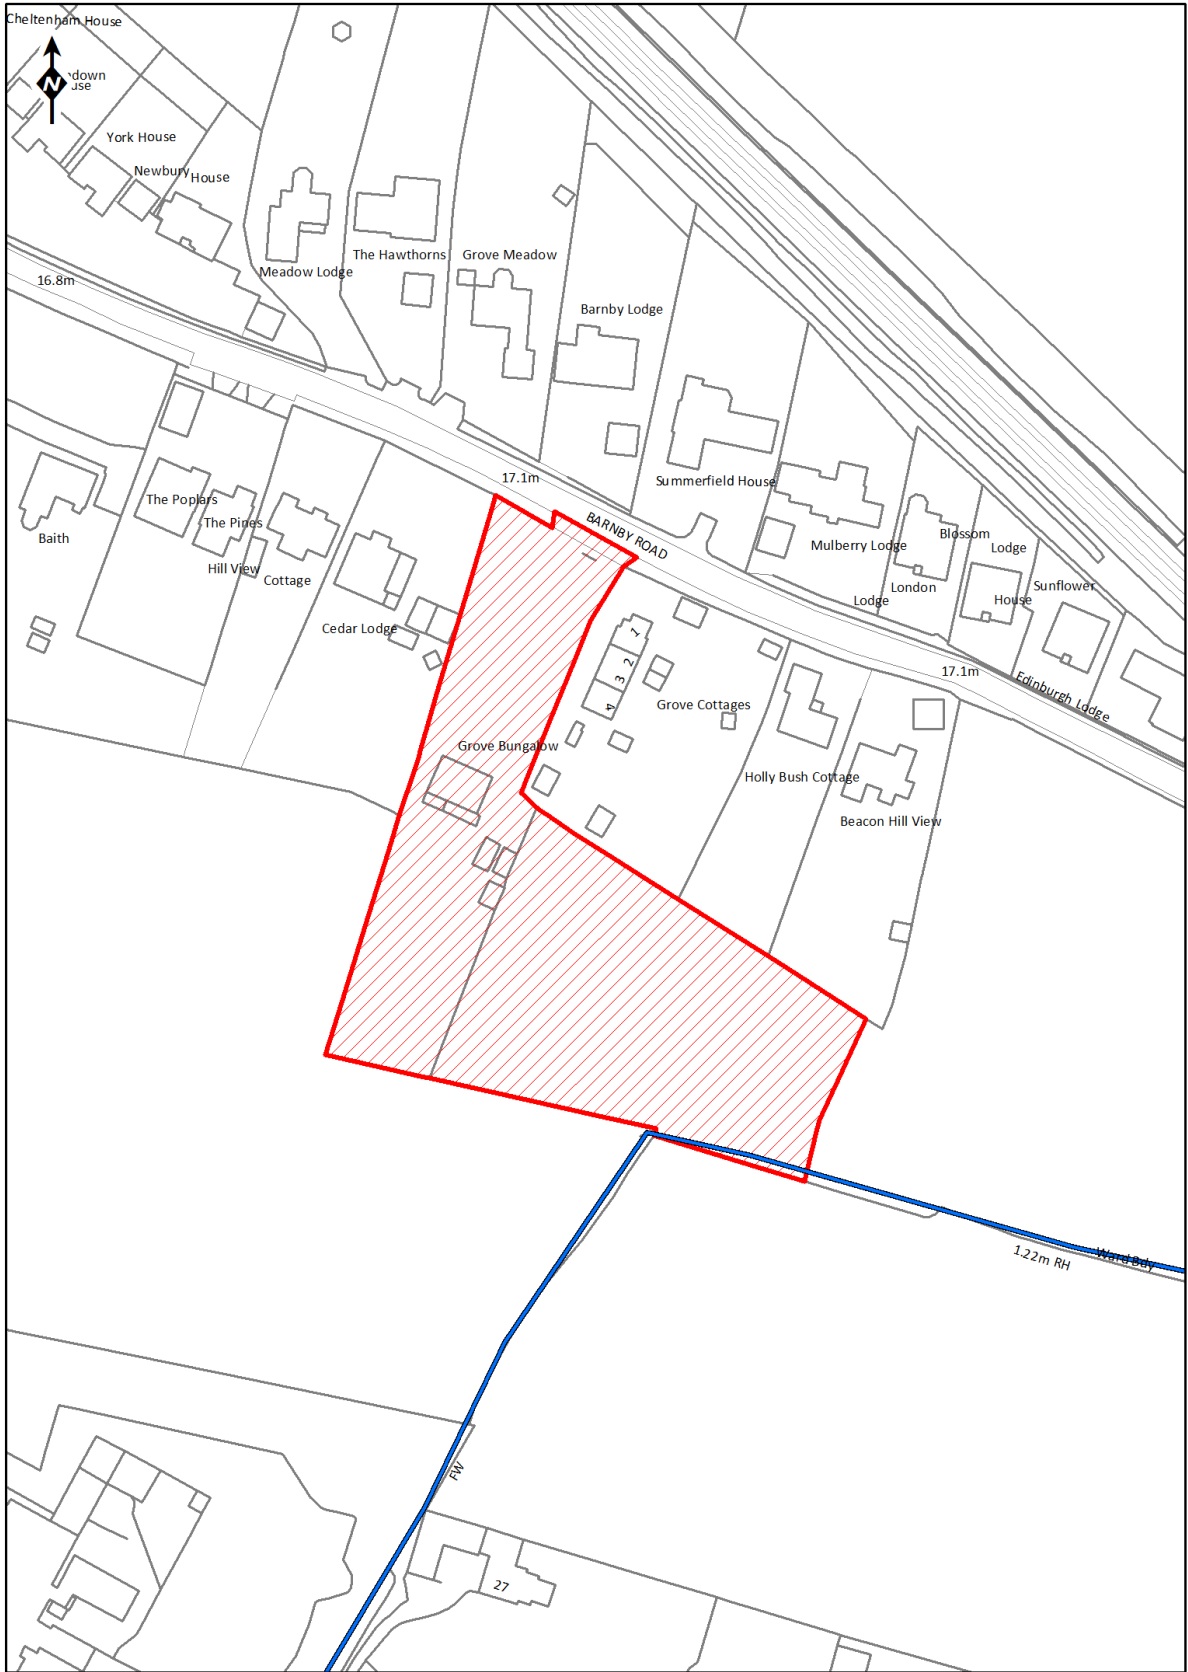 Cheltenham House
N
down
use
York House
Newbury House
Meadow Lodge
The Hawthorns
Grove Meadow
16.8m
Barnby Lodge
17.1m
BARNBY ROAD
Summerfield House
The Poplars
The Pines
Baith
Hill View
Cottage
Cedar Lodge
Mulberry Lodge
Blossom
Lodge
London
Lodge
Sunflower
House
17.1m
Edinburgh Lodge
1
2
3
4
Grove Cottages
Grove Bungalow
Holly Bush Cottage
Beacon Hill View
1.22m RH
Ward Bdy
FW
27